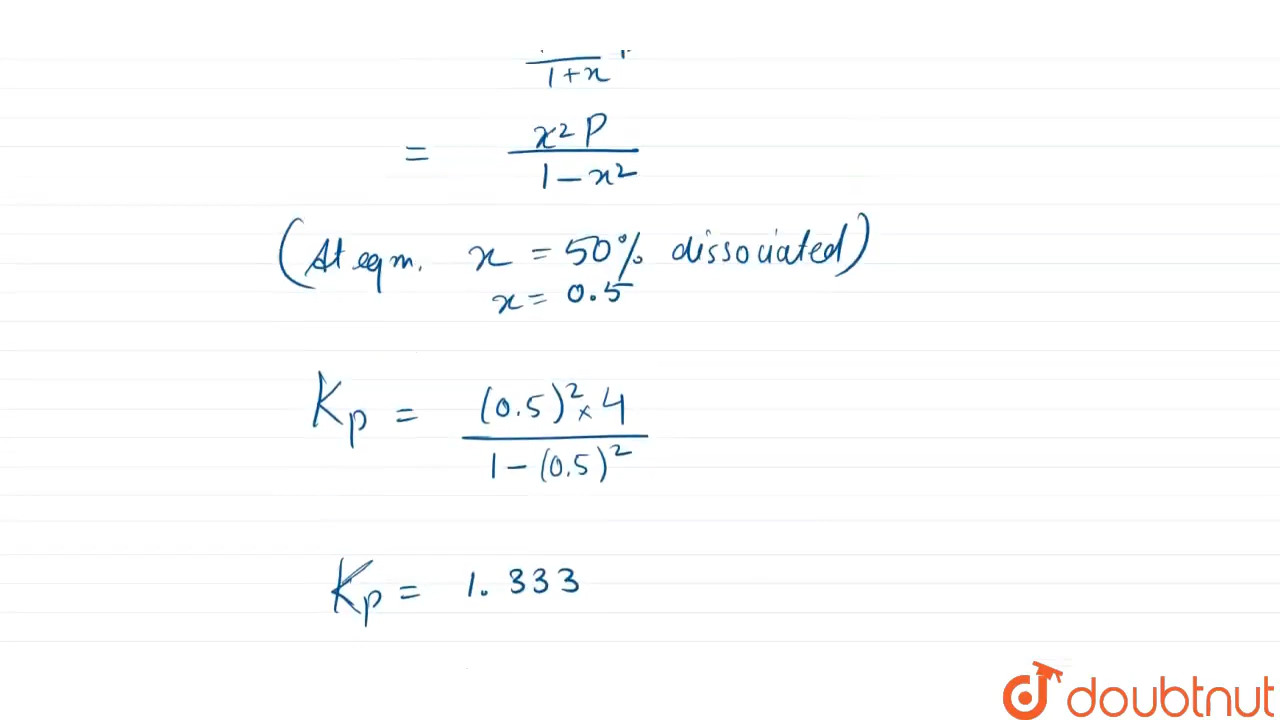 1+x
= x² P
1-x²
(At eqm. x = 50% dissociated)
x = 0.5
Kp = (0.5)² × 4
1-(0.5)²
Kp = 1.333
doubtnut